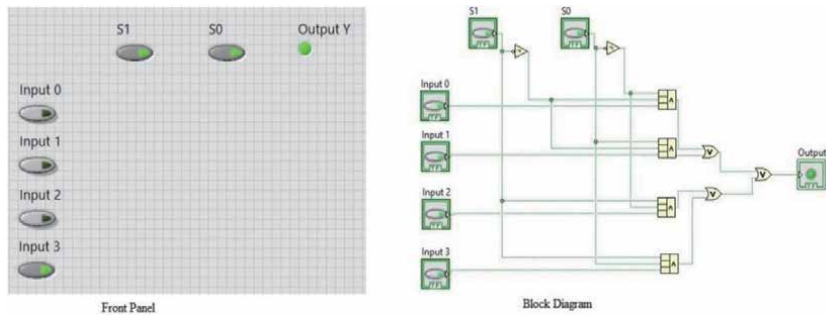 S1 S0 Output Y
Input 0
Input 1
Input 2
Input 3
Front Panel
S1 S0
Input 0
Input 1
Output
Input 2
Input 3
Block Diagram